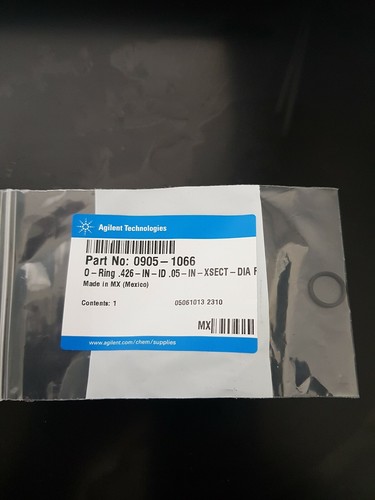 Agilent Technologies
Part No: 0905-1066
O-Ring .426-IN-ID .05-IN-XSECT-DIA F
Made in MX (Mexico)
Contents: 1 05061013 2310
MX
www.agilent.com/chem/supplies